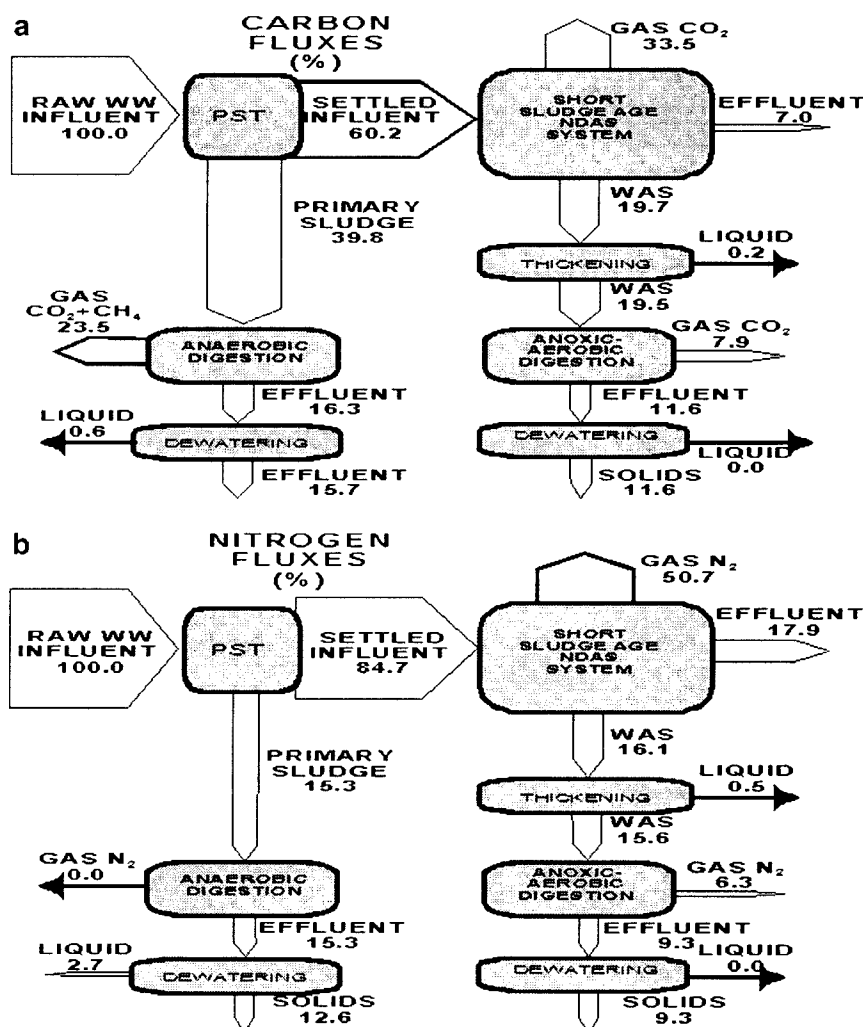 a
CARBON
FLUXES
(%)
GAS CO₂
33.5
RAW WW
INFLUENT
100.0
PST
SETTLED
INFLUENT
60.2
SHORT
SLUDGE AGE
NDAS
SYSTEM
EFFLUENT
7.0
PRIMARY
SLUDGE
39.8
WAS
19.7
THICKENING
LIQUID
0.2
WAS
19.5
GAS
CO₂+CH₄
23.5
ANAEROBIC
DIGESTION
ANOXIC-
AEROBIC
DIGESTION
GAS CO₂
7.9
EFFLUENT
16.3
EFFLUENT
11.6
LIQUID
0.6
DEWATERING
DEWATERING
LIQUID
0.0
EFFLUENT
15.7
SOLIDS
11.6
b
NITROGEN
FLUXES
(%)
GAS N₂
50.7
RAW WW
INFLUENT
100.0
PST
SETTLED
INFLUENT
84.7
SHORT
SLUDGE AGE
NDAS
SYSTEM
EFFLUENT
17.9
PRIMARY
SLUDGE
15.3
WAS
16.1
THICKENING
LIQUID
0.5
WAS
15.6
GAS N₂
0.0
ANAEROBIC
DIGESTION
ANOXIC-
AEROBIC
DIGESTION
GAS N₂
6.3
EFFLUENT
15.3
EFFLUENT
9.3
LIQUID
2.7
DEWATERING
DEWATERING
LIQUID
0.0
SOLIDS
12.6
SOLIDS
9.3